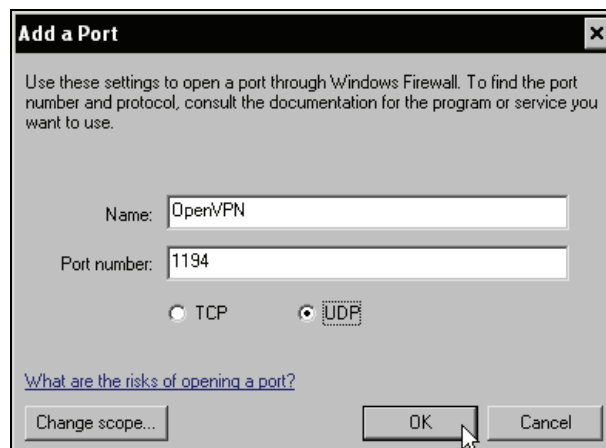 Add a Port
Use these settings to open a port through Windows Firewall. To find the port
number and protocol, consult the documentation for the program or service you
want to use.
Name: OpenVPN
Port number: 1194
TCP UDP
What are the risks of opening a port?
Change scope... OK Cancel